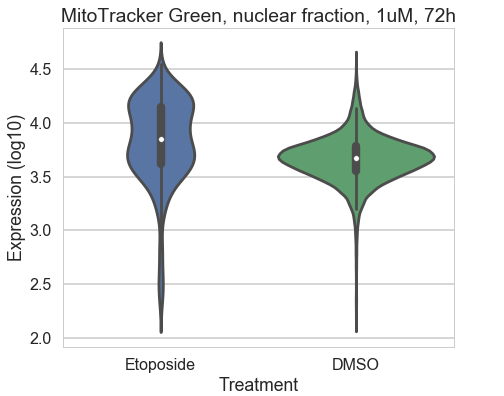 MitoTracker Green, nuclear fraction, 1uM, 72h
Expression (log10)
4.5
4.0
3.5
3.0
2.5
2.0
Etoposide DMSO
Treatment